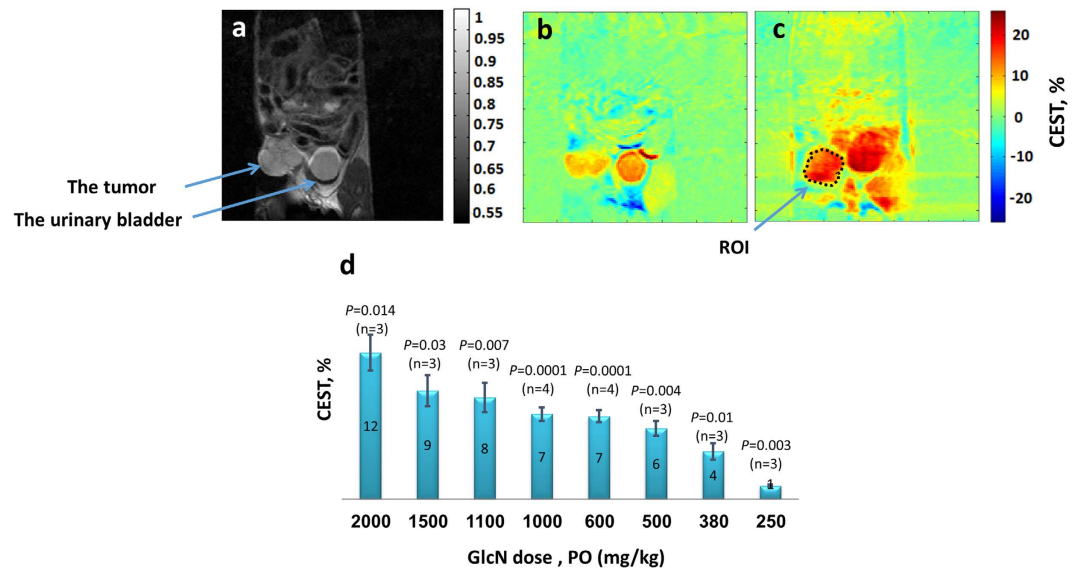 a
1
0.95
0.9
0.85
0.8
0.75
0.7
0.65
0.6
0.55
The tumor
The urinary bladder
b
c
20
10
0
-10
-20
CEST, %
ROI
d
CEST, %
P=0.014
(n=3)
P=0.03
(n=3)
P=0.007
(n=3)
P=0.0001
(n=4)
P=0.0001
(n=4)
P=0.004
(n=3)
P=0.01
(n=3)
P=0.003
(n=3)
12
9
8
7
7
6
4
1
2000 1500 1100 1000 600 500 380 250
GlcN dose , PO (mg/kg)